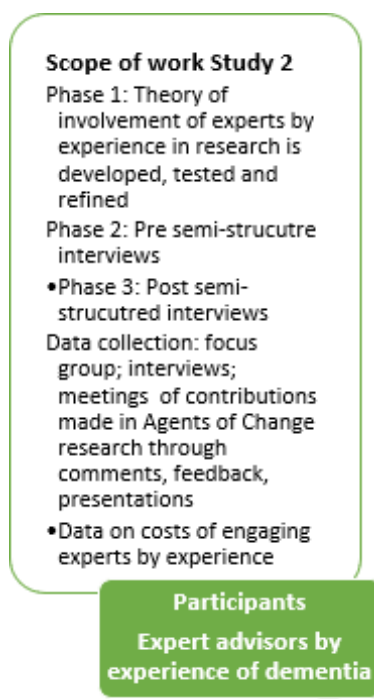 Scope of work Study 2
Phase 1: Theory of
involvement of experts by
experience in research is
developed, tested and
refined
Phase 2: Pre semi-strucutre
interviews
•Phase 3: Post semi-
strucutred interviews
Data collection: focus
group; interviews;
meetings of contributions
made in Agents of Change
research through
comments, feedback,
presentations
•Data on costs of engaging
experts by experience
Participants
Expert advisors by
experience of dementia